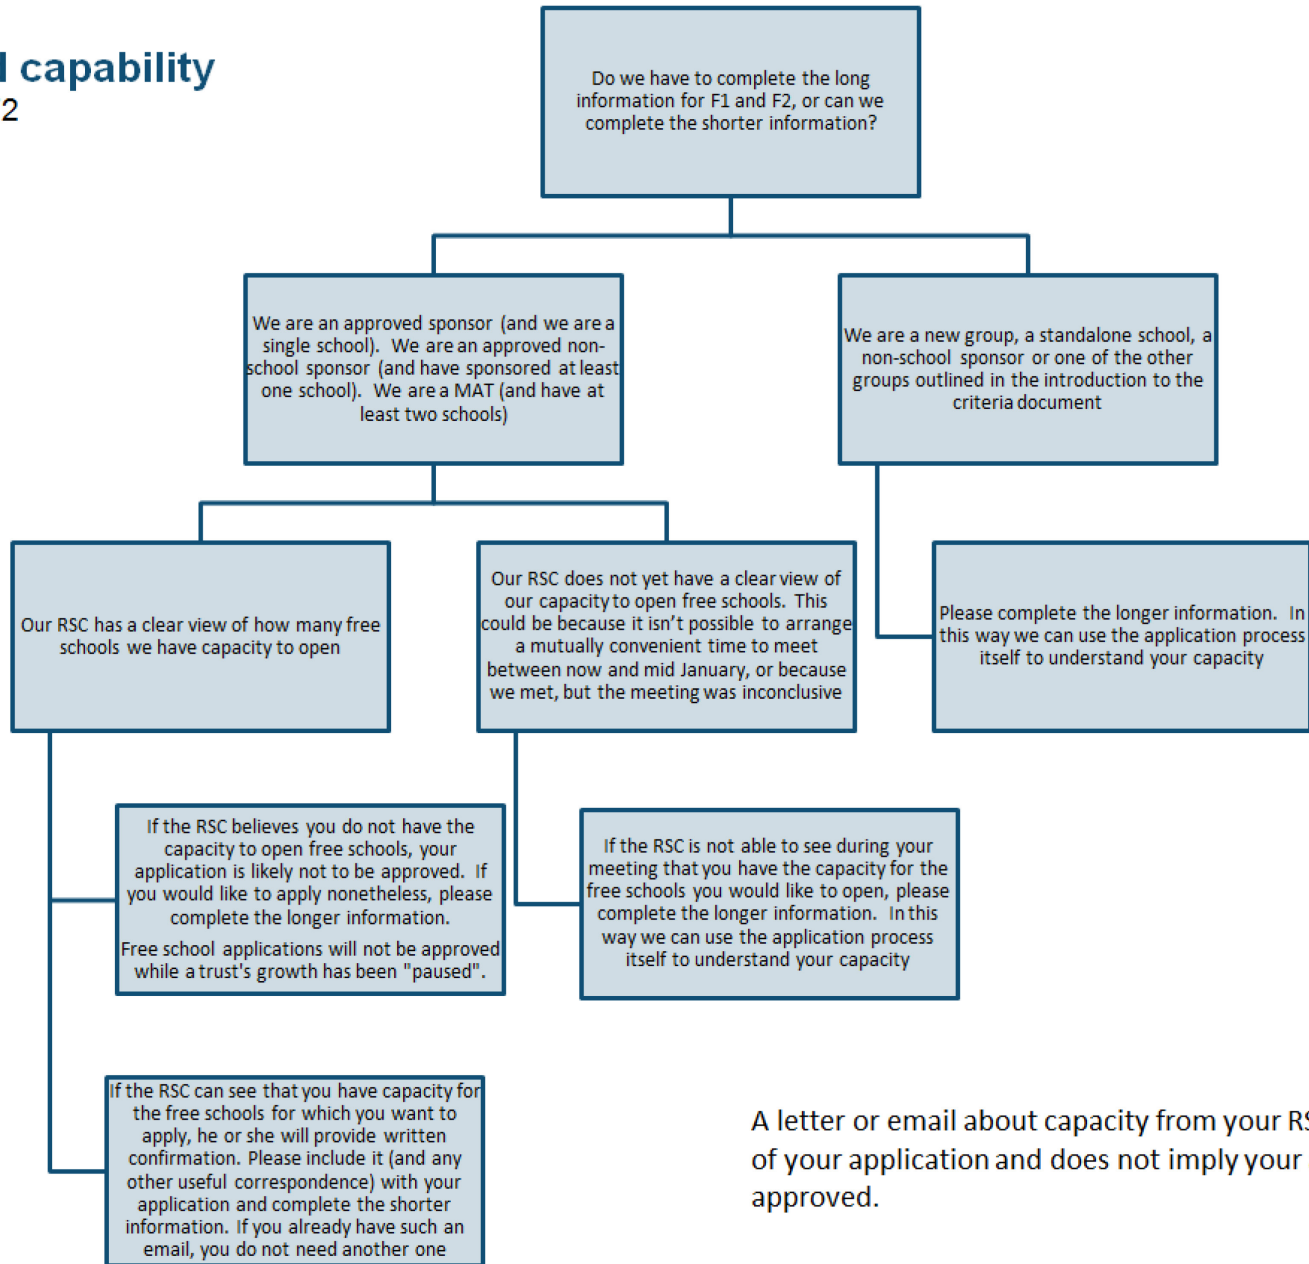 capability
2
Do we have to complete the long
information for F1 and F2, or can we
complete the shorter information?
We are an approved sponsor (and we are a
single school). We are an approved non-
school sponsor (and have sponsored at least
one school). We are a MAT (and have at
least two schools)
We are a new group, a standalone school, a
non-school sponsor or one of the other
groups outlined in the introduction to the
criteria document
Our RSC has a clear view of how many free
schools we have capacity to open
Our RSC does not yet have a clear view of
our capacity to open free schools. This
could be because it isn't possible to arrange
a mutually convenient time to meet
between now and mid January, or because
we met, but the meeting was inconclusive
Please complete the longer information. In
this way we can use the application process
itself to understand your capacity
If the RSC believes you do not have the
capacity to open free schools, your
application is likely not to be approved. If
you would like to apply nonetheless, please
complete the longer information.
Free school applications will not be approved
while a trust's growth has been "paused".
If the RSC is not able to see during your
meeting that you have the capacity for the
free schools you would like to open, please
complete the longer information. In this
way we can use the application process
itself to understand your capacity
If the RSC can see that you have capacity for
the free schools for which you want to
apply, he or she will provide written
confirmation. Please include it (and any
other useful correspondence) with your
application and complete the shorter
information. If you already have such an
email, you do not need another one
A letter or email about capacity from your
of your application and does not imply your
approved.